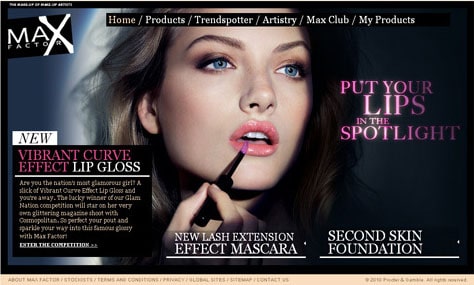 THE MAKE-UP OF MAKE-UP ARTISTS
MAX
FACTOR
Home / Products / Trendspotter / Artistry / Max Club / My Products
PUT YOUR
LIPS
IN THE
SPOTLIGHT
NEW
VIBRANT CURVE
EFFECT LIP GLOSS
Are you the nation's most glamorous girl? A
slick of Vibrant Curve Effect Lip Gloss and
you're away. The lucky winner of our Glam
Nation competition will star on her very
own glittering magazine shoot with
Cosmopolitan. So perfect your pout and
sparkle your way into this famous glossy
with Max Factor!
ENTER THE COMPETITION >>
NEW LASH EXTENSION
EFFECT MASCARA
SECOND SKIN
FOUNDATION
ABOUT MAX FACTOR / STOCKISTS / TERMS AND CONDITIONS / PRIVACY / GLOBAL SITES / SITEMAP / CONTACT US
© 2010 Procter & Gamble. All rights reserved.